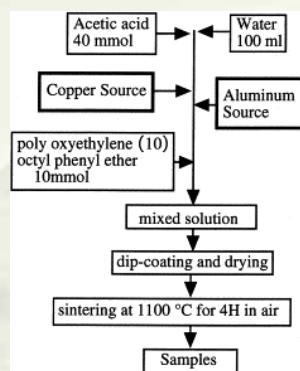 Acetic acid
40 mmol
Water
100 ml
Copper Source
Aluminum
Source
poly oxyethylene (10)
octyl phenyl ether
10mmol
mixed solution
dip-coating and drying
sintering at 1100 °C for 4H in air
Samples